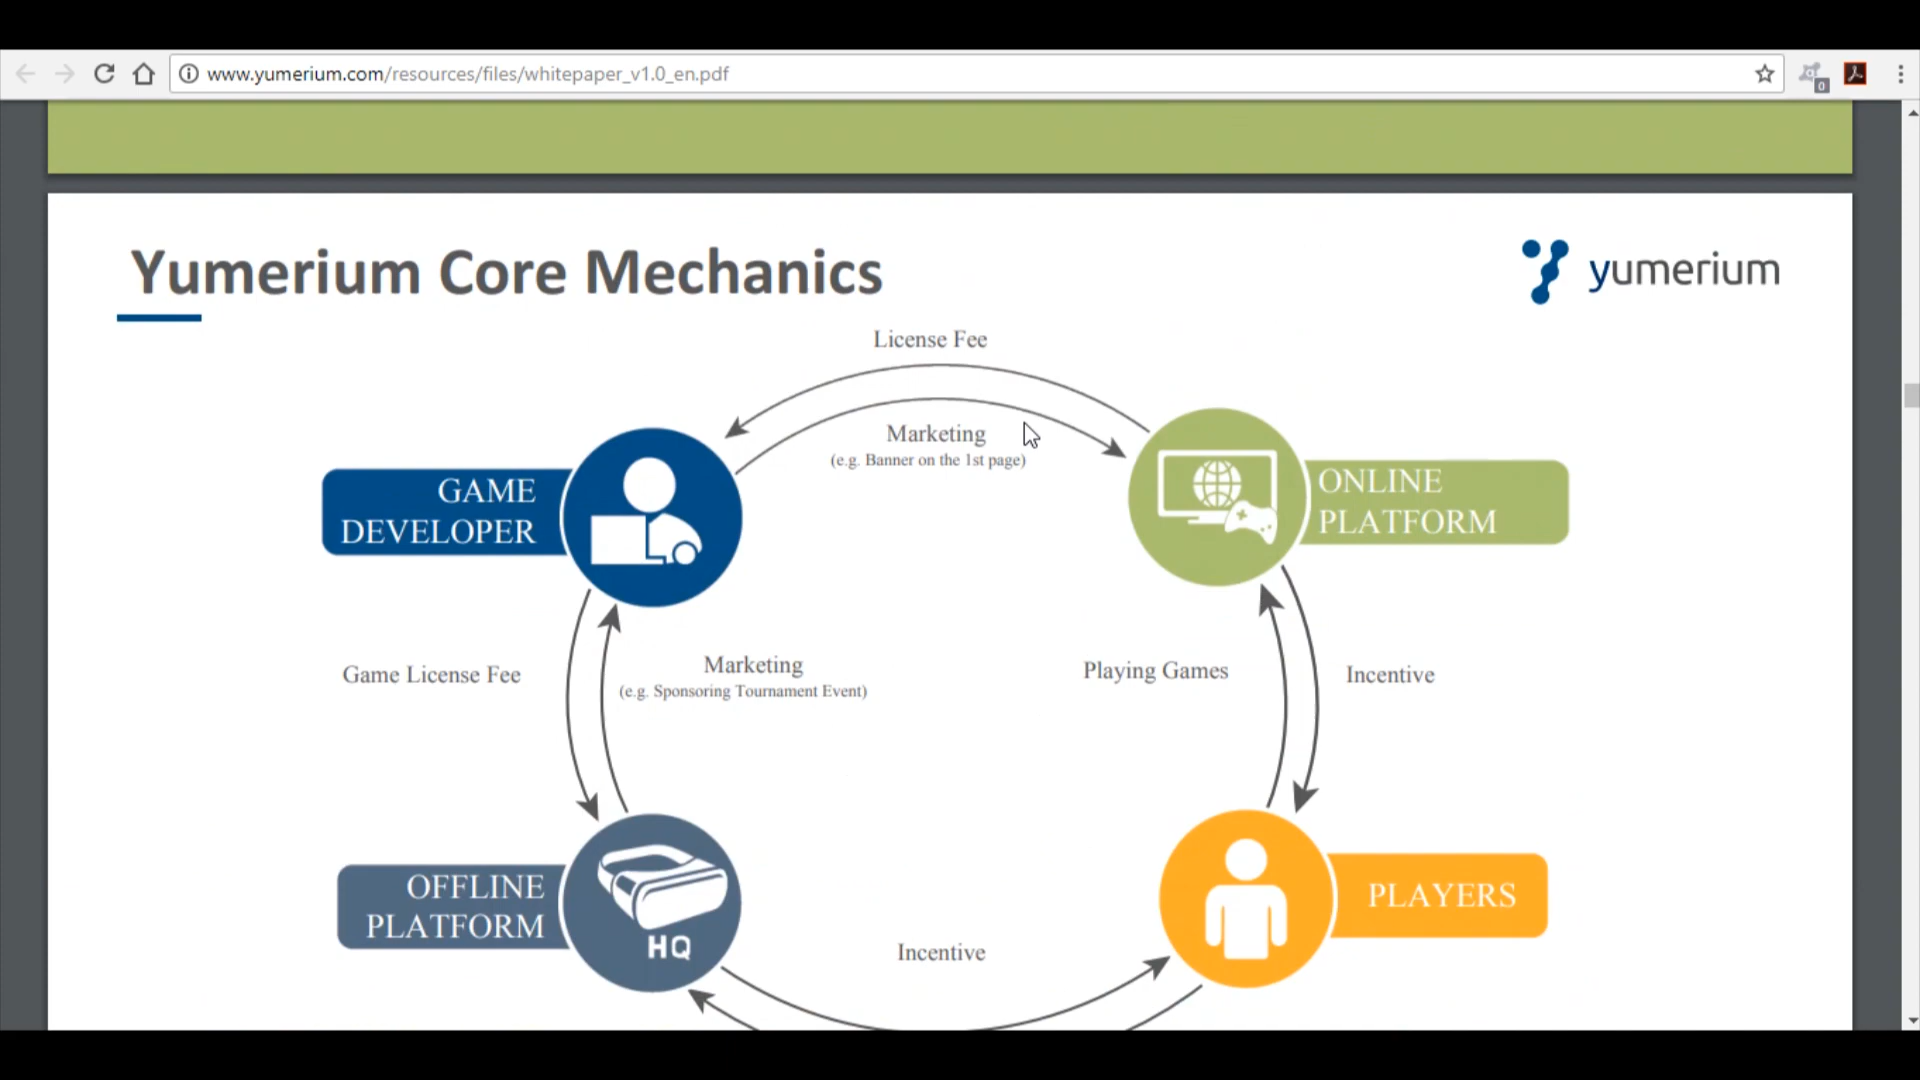 www.yumerium.com/resources/files/whitepaper_v1.0_en.pdf
0
Yumerium Core Mechanics
yumerium
License Fee
Marketing
(e.g. Banner on the 1st page)
GAME
DEVELOPER
ONLINE
PLATFORM
Game License Fee
Marketing
(e.g. Sponsoring Tournament Event)
Playing Games
Incentive
OFFLINE
PLATFORM
HQ
PLAYERS
Incentive